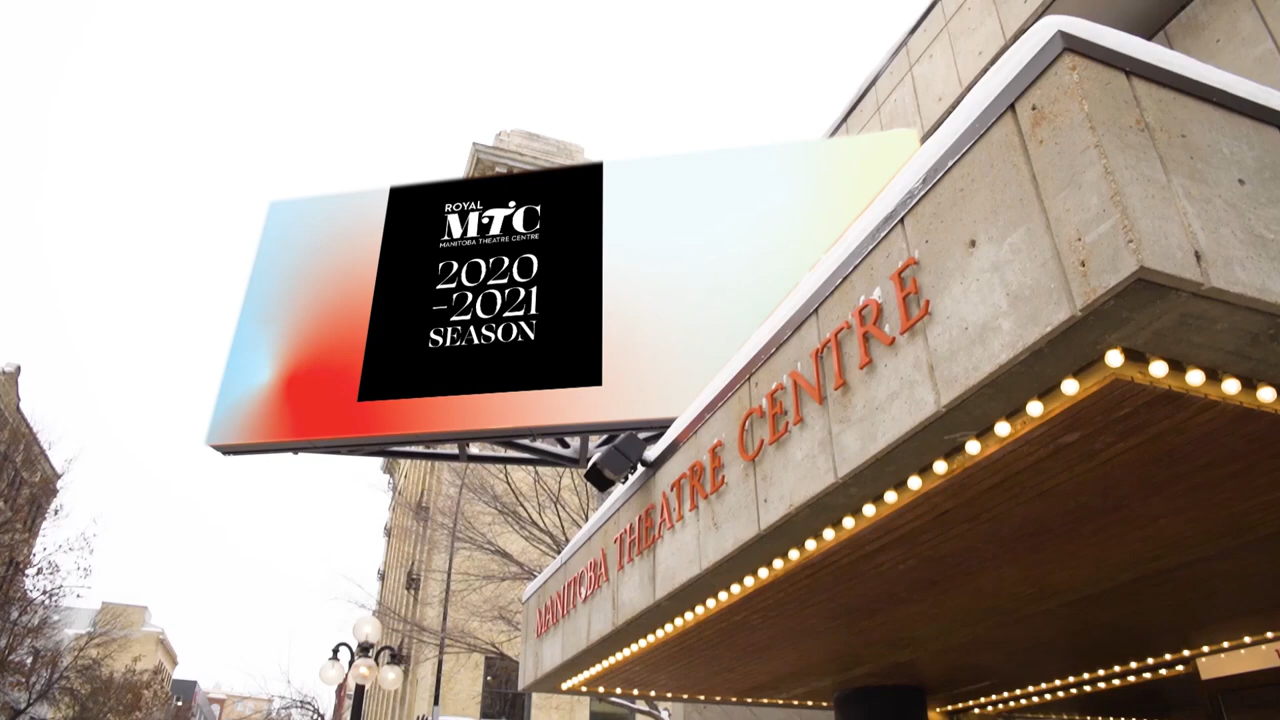 ROYAL
MTC
MANITOBA THEATRE CENTRE
2020
-2021
SEASON
MANITOBA THEATRE CENTRE